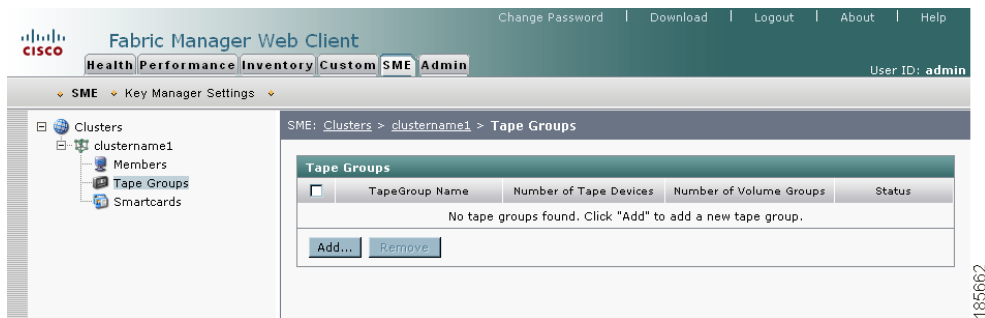 Change Password | Download | Logout | About | Help
CISCO
Fabric Manager Web Client
Health Performance Inventory Custom SME Admin
User ID: admin
SME Key Manager Settings
Clusters
clustername1
Members
Tape Groups
Smartcards
SME: Clusters > clustername1 > Tape Groups
Tape Groups
TapeGroup Name Number of Tape Devices Number of Volume Groups Status
No tape groups found. Click "Add" to add a new tape group.
Add... Remove
185662